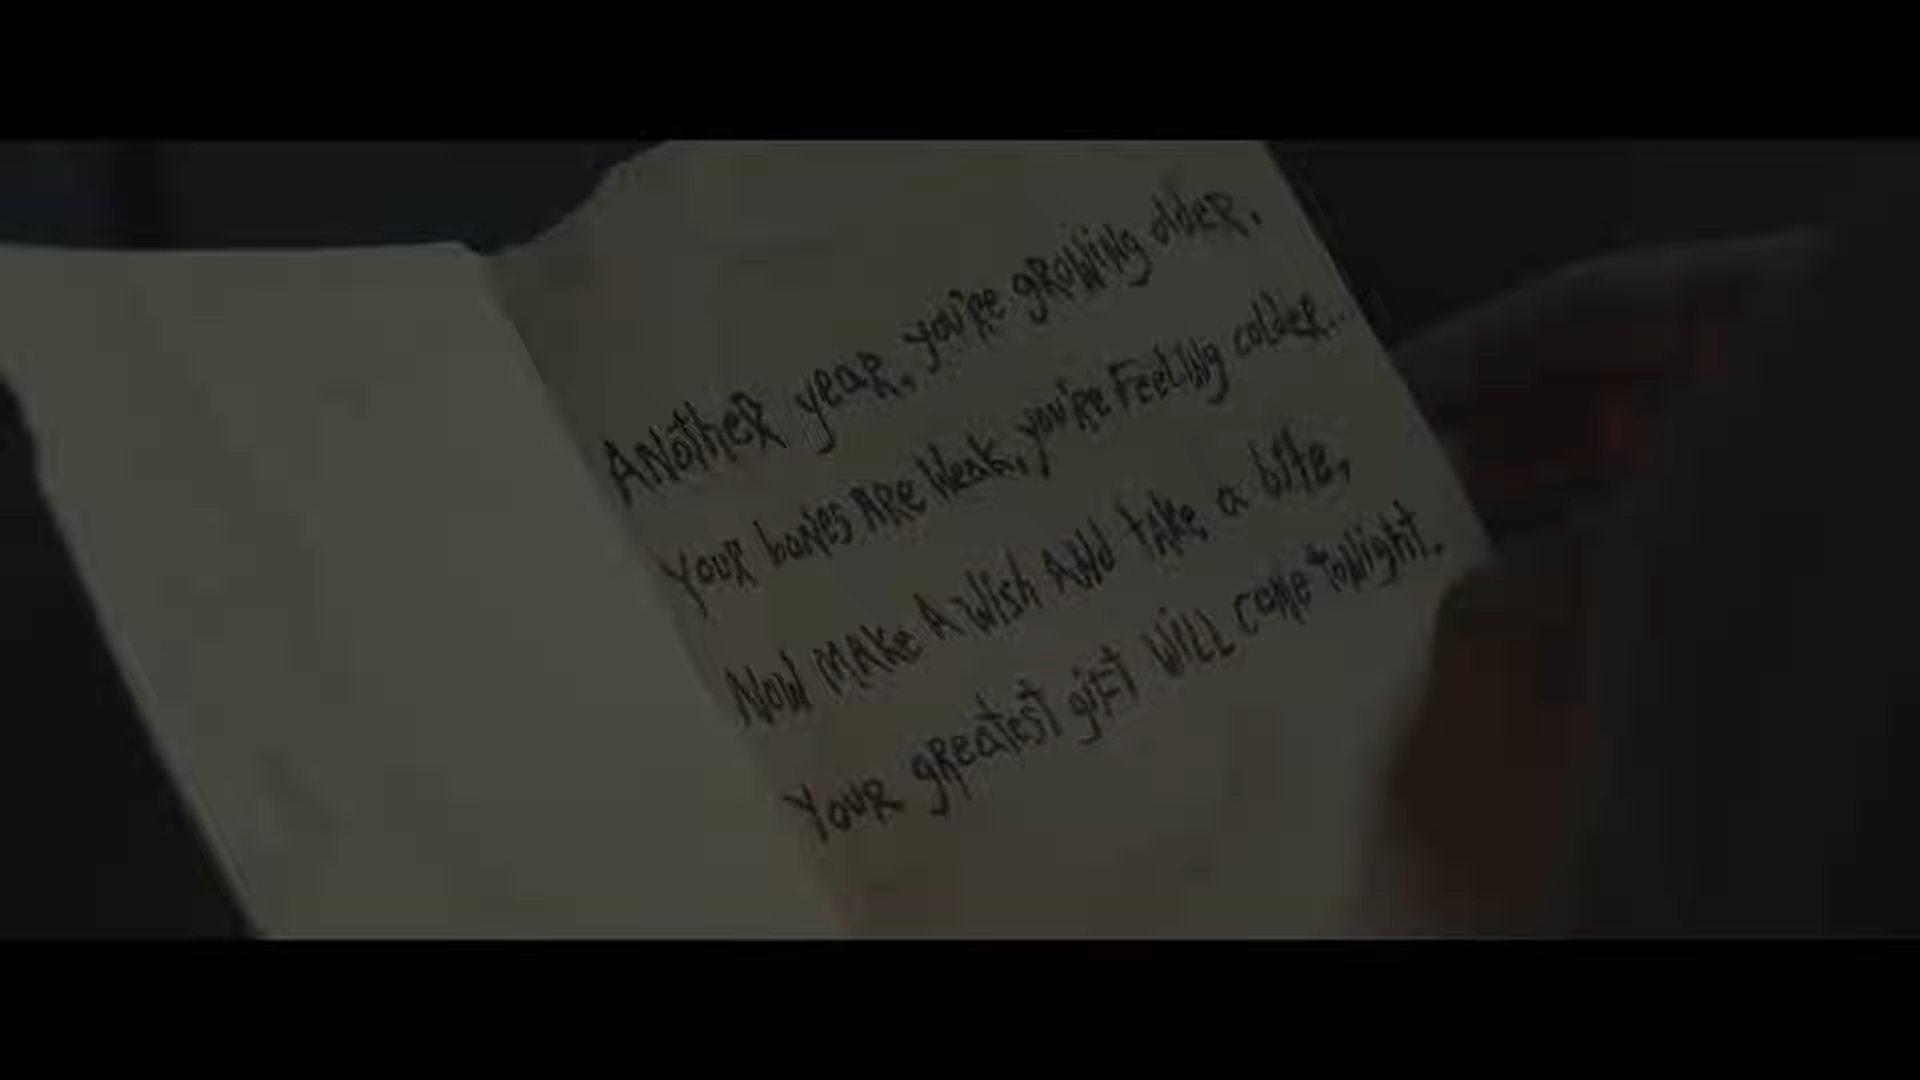 ANotheR yeaR, you're gRowiNg oldeR,
YouR boNes ARe WeaK, you're FeeLiNg colder...
Now MAKe A wish ANd tAKe a bite,
YouR gReatest giFt WiLL come toNight.